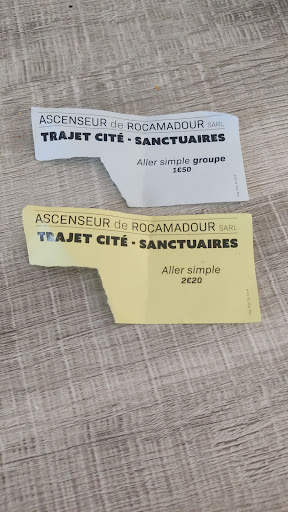 ASCENSEUR de ROCAMADOUR SARL
TRAJET CITÉ - SANCTUAIRES
Aller simple groupe
1€50
ASCENSEUR de ROCAMADOUR SARL
TRAJET CITÉ - SANCTUAIRES
Aller simple
2€20